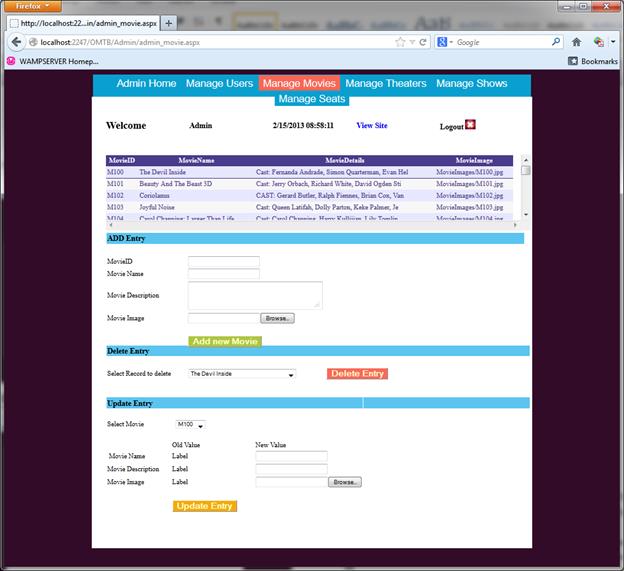 Firefox
http://localhost:22...in/admin_movie.aspx
localhost:2247/OMTB/Admin/admin_movie.aspx
Google
WAMPSERVER Homep...
Bookmarks
Admin Home Manage Users Manage Movies Manage Theaters Manage Shows
Manage Seats
Welcome Admin 2/15/2013 08:58:11 View Site Logout
MovieID MovieName MovieDetails MovieImage
M100 The Devil Inside Cast: Fernanda Andrade, Simon Quarterman, Evan Hel MovieImages/M100.jpg
M101 Beauty And The Beast 3D Cast: Jerry Orbach, Richard White, David Ogden Sti MovieImages/M101.jpg
M102 Coriolanus CAST: Gerard Butler, Ralph Fiennes, Brian Cox, Van MovieImages/M102.jpg
M103 Joyful Noise Cast: Queen Latifah, Dolly Parton, Keke Palmer, Je MovieImages/M103.jpg
M104 Carol Channing: Larger Than Life Cast: Carol Channing, Harry Kullijian, Lily Tomlin MovieImages/M104.jpg
ADD Entry
MovieID
Movie Name
Movie Description
Movie Image Browse..
Add new Movie
Delete Entry
Select Record to delete The Devil Inside Delete Entry
Update Entry
Select Movie M100
Old Value New Value
Movie Name Label
Movie Description Label
Movie Image Label Browse..
Update Entry